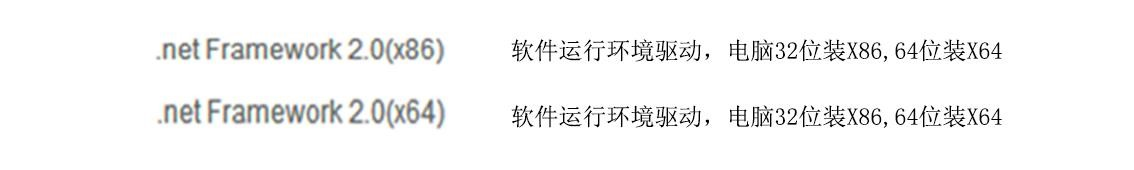 .net Framework 2.0(x86) 软件运行环境驱动，电脑32位装X86,64位装X64
.net Framework 2.0(x64) 软件运行环境驱动，电脑32位装X86,64位装X64